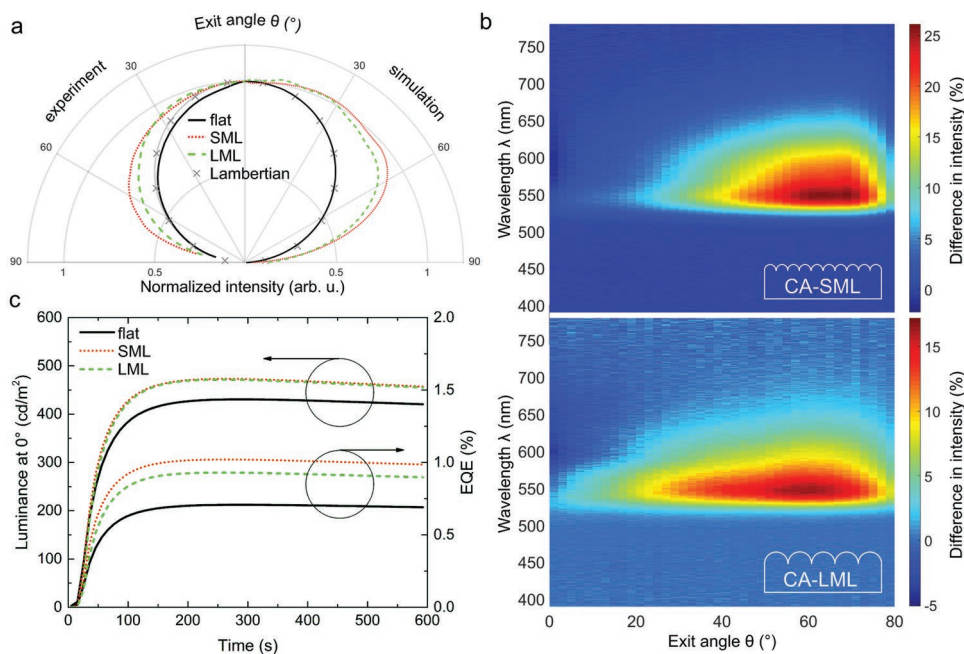 a
Exit angle θ (°)
30
30
experiment
simulation
60
60
flat
SML
LML
Lambertian
90
90
1
0.5
0.5
1
Normalized intensity (arb. u.)
b
Wavelength λ (nm)
750
700
650
600
550
500
450
400
CA-SML
25
20
15
10
5
0
Difference in intensity (%)
Wavelength λ (nm)
750
700
650
600
550
500
450
400
CA-LML
0
20
40
60
80
Exit angle θ (°)
15
10
5
0
-5
Difference in intensity (%)
c
flat
SML
LML
Luminance at 0° (cd/m²)
600
500
450
400
300
200
100
0
0
100
200
300
400
500
600
Time (s)
2.0
1.5
1.0
0.5
0.0
EQE (%)